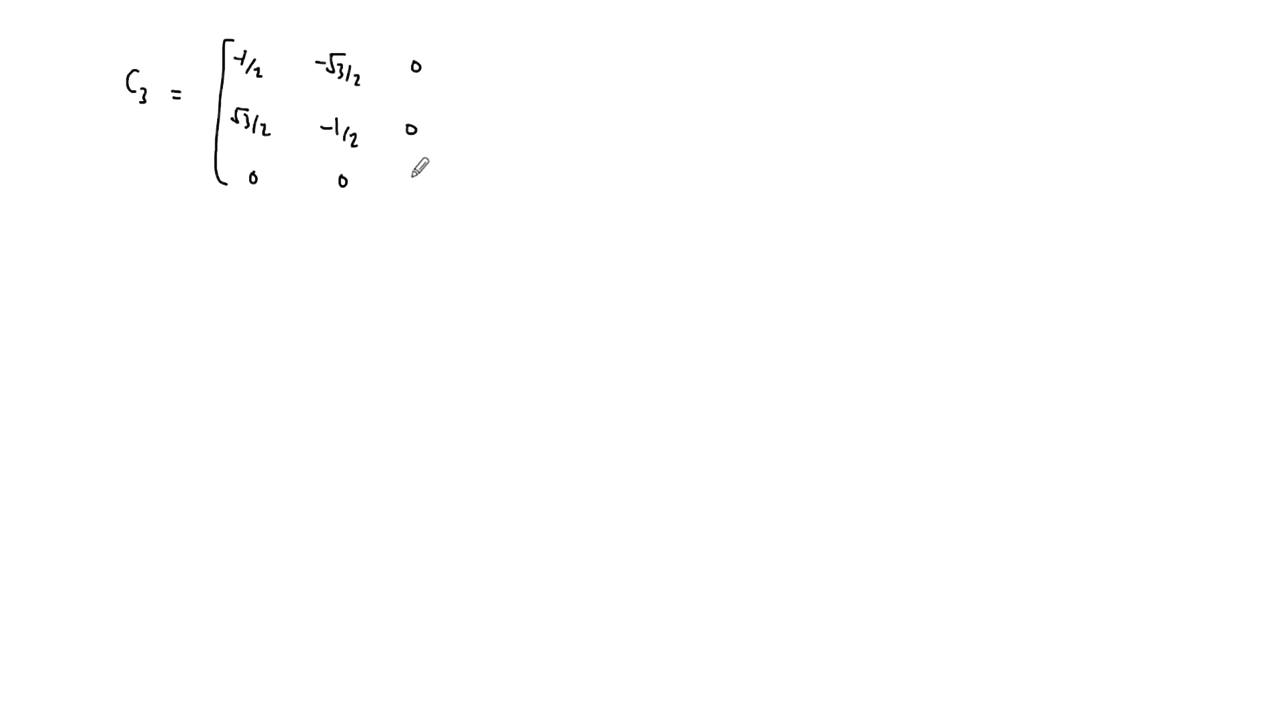 C₃ = [ -1/2 -√3/2 0
√3/2 -1/2 0
0 0